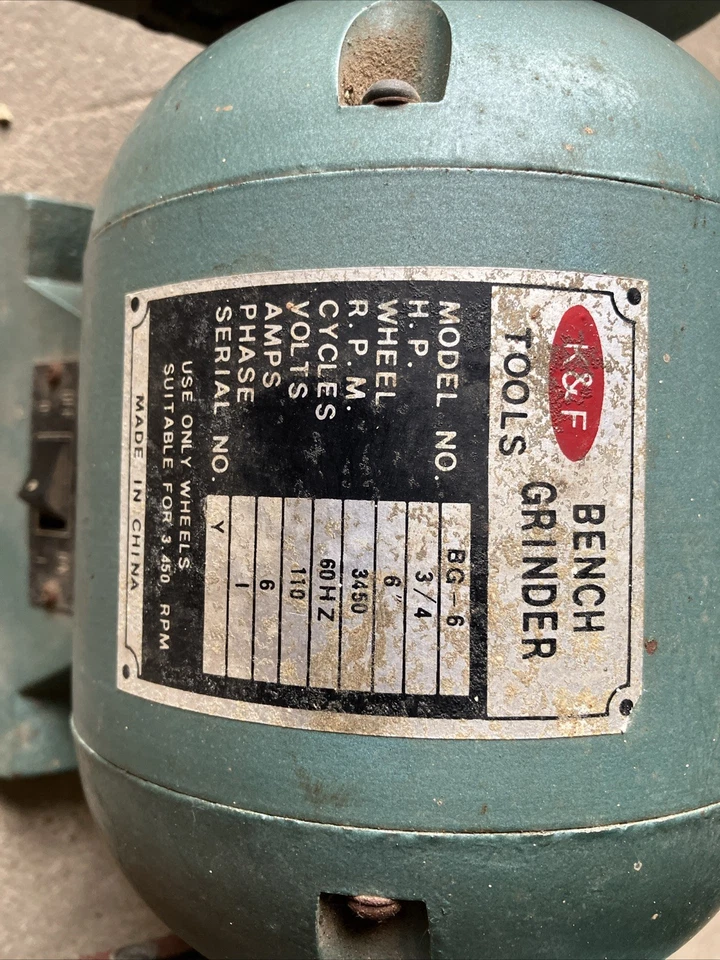 K&F
TOOLS
BENCH
GRINDER
MODEL NO. BG-6
H.P. 3/4
WHEEL 6"
R.P.M. 3450
CYCLES 60HZ
VOLTS 110
AMPS 6
PHASE 1
SERIAL NO. Y
USE ONLY WHEELS
SUITABLE FOR 3,450 RPM
MADE IN CHINA